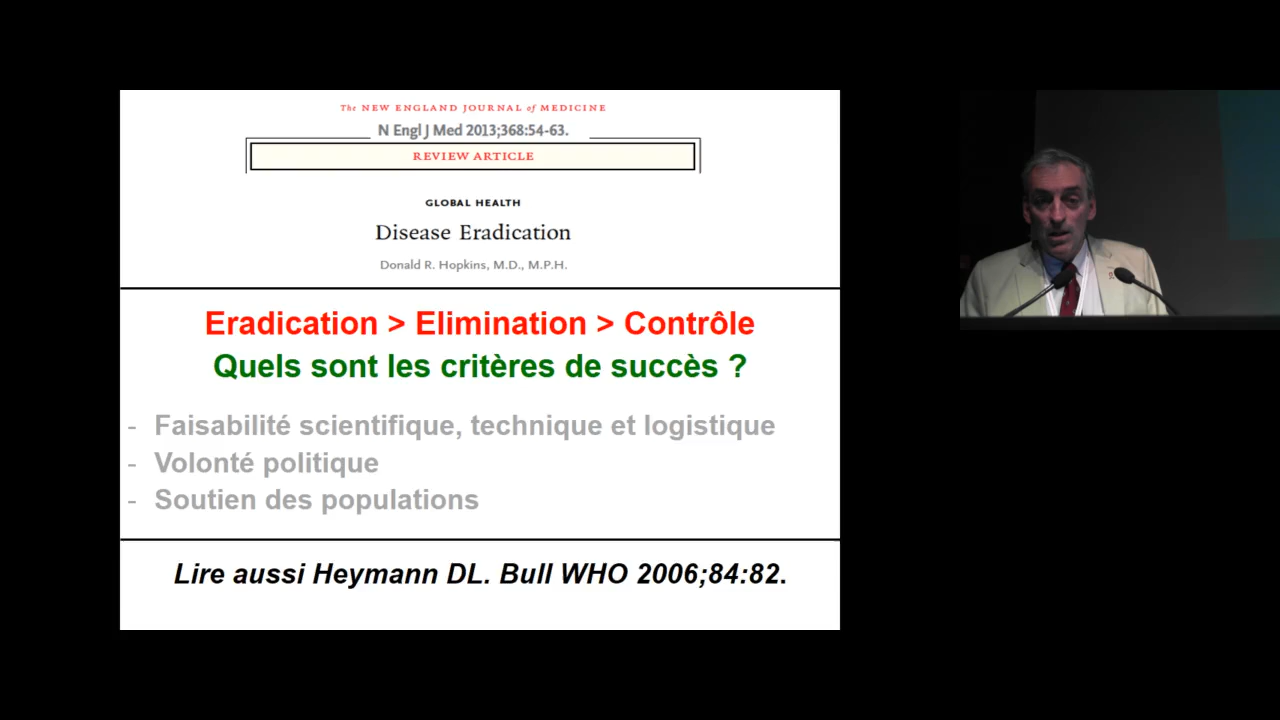 The NEW ENGLAND JOURNAL of MEDICINE
N Engl J Med 2013;368:54-63.
REVIEW ARTICLE
GLOBAL HEALTH
Disease Eradication
Donald R. Hopkins, M.D., M.P.H.
Eradication > Elimination > Contrôle
Quels sont les critères de succès ?
- Faisabilité scientifique, technique et logistique
- Volonté politique
- Soutien des populations
Lire aussi Heymann DL. Bull WHO 2006;84:82.